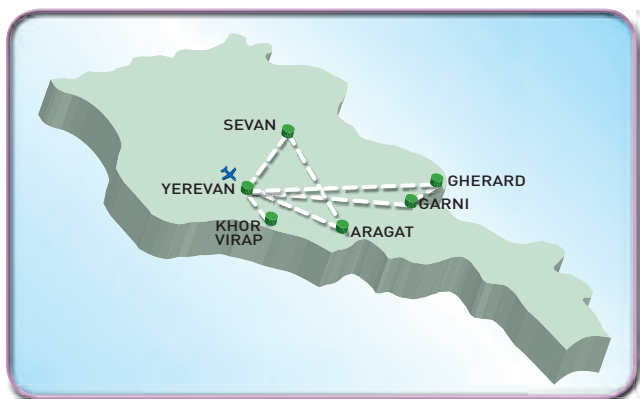 SEVAN
YEREVAN
GHERARD
GARNI
KHOR
VIRAP
ARAGAT